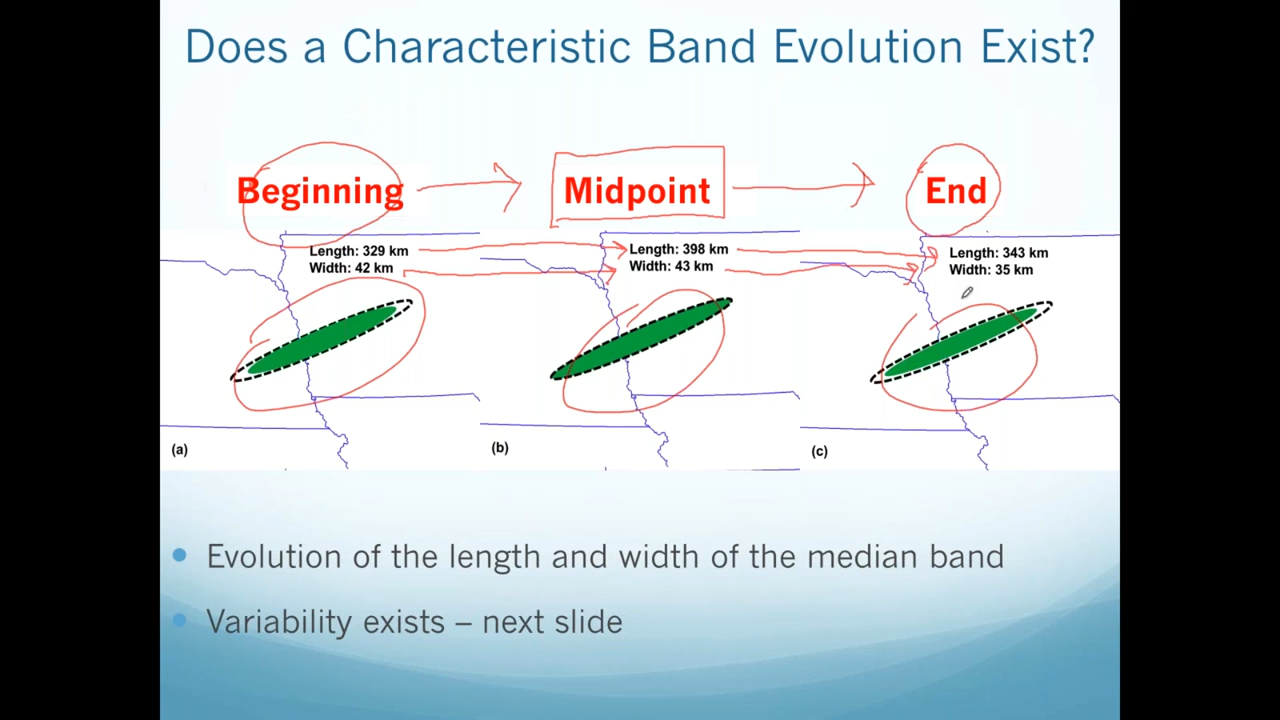 Does a Characteristic Band Evolution Exist?
Beginning
Midpoint
End
Length: 329 km
Width: 42 km
Length: 398 km
Width: 43 km
Length: 343 km
Width: 35 km
(a)
(b)
(c)
• Evolution of the length and width of the median band
• Variability exists – next slide